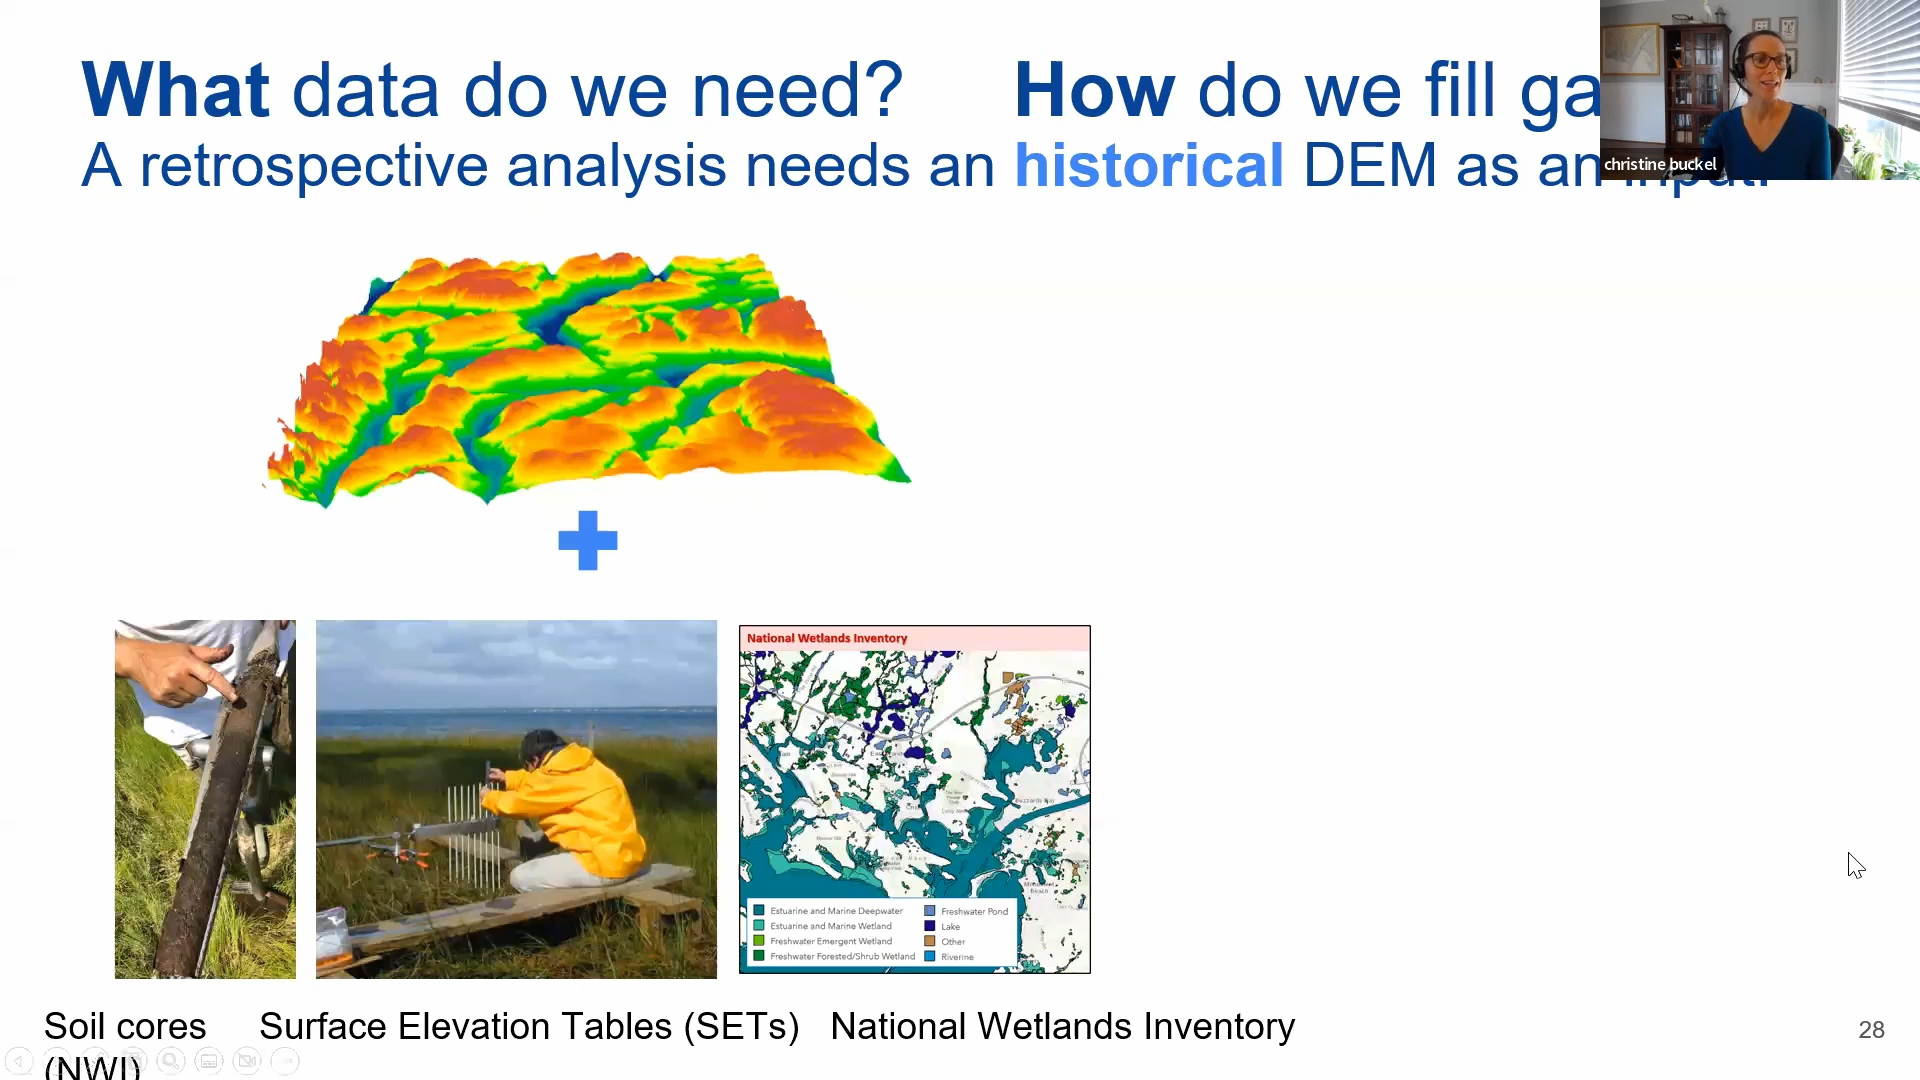 What data do we need? How do we fill ga
A retrospective analysis needs an historical DEM as an input.
christine buckel
National Wetlands Inventory
Estuarine and Marine Deepwater
Estuarine and Marine Wetland
Freshwater Emergent Wetland
Freshwater Forested/Shrub Wetland
Freshwater Pond
Lake
Other
Riverine
Soil cores Surface Elevation Tables (SETs) National Wetlands Inventory
(NWI)
28